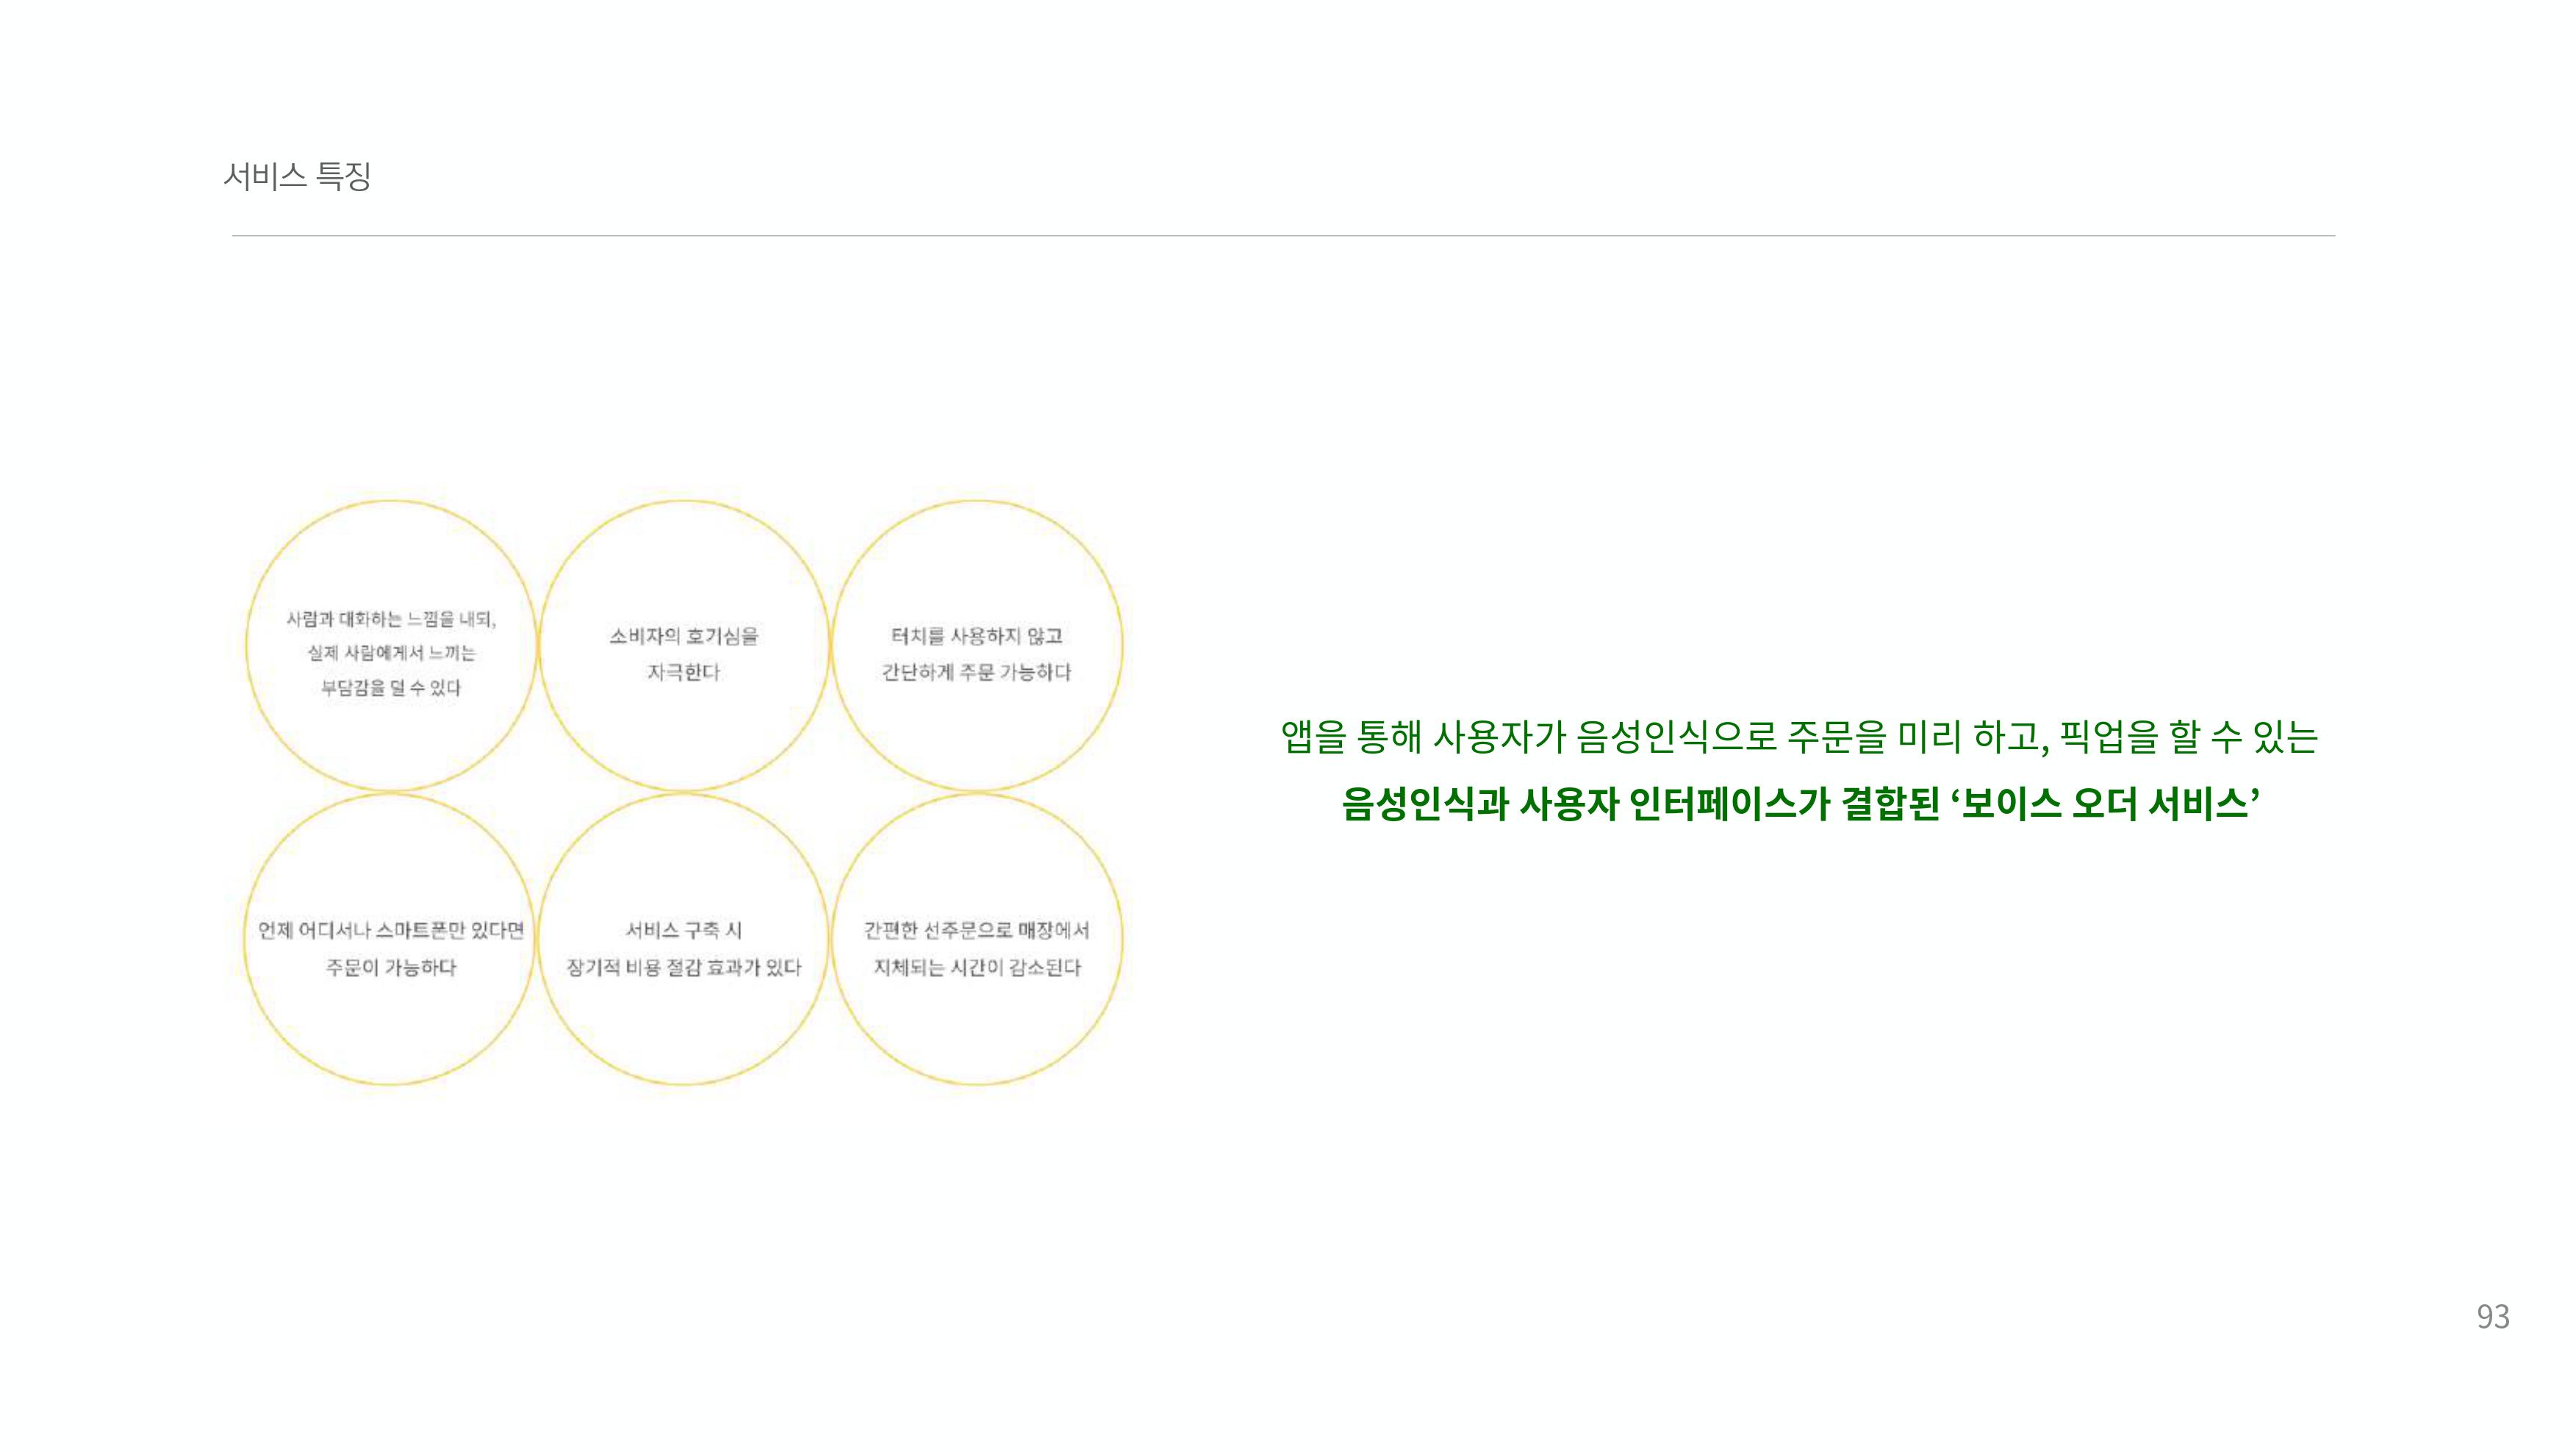 서비스 특징
사람과 대화하는 느낌을 내되,
실제 사람에게서 느끼는
부담감을 덜 수 있다
소비자의 호기심을
자극한다
터치를 사용하지 않고
간단하게 주문 가능하다
언제 어디서나 스마트폰만 있다면
주문이 가능하다
서비스 구축 시
장기적 비용 절감 효과가 있다
간편한 선주문으로 매장에서
지체되는 시간이 감소된다
앱을 통해 사용자가 음성인식으로 주문을 미리 하고, 픽업을 할 수 있는
음성인식과 사용자 인터페이스가 결합된 ‘보이스 오더 서비스’
93